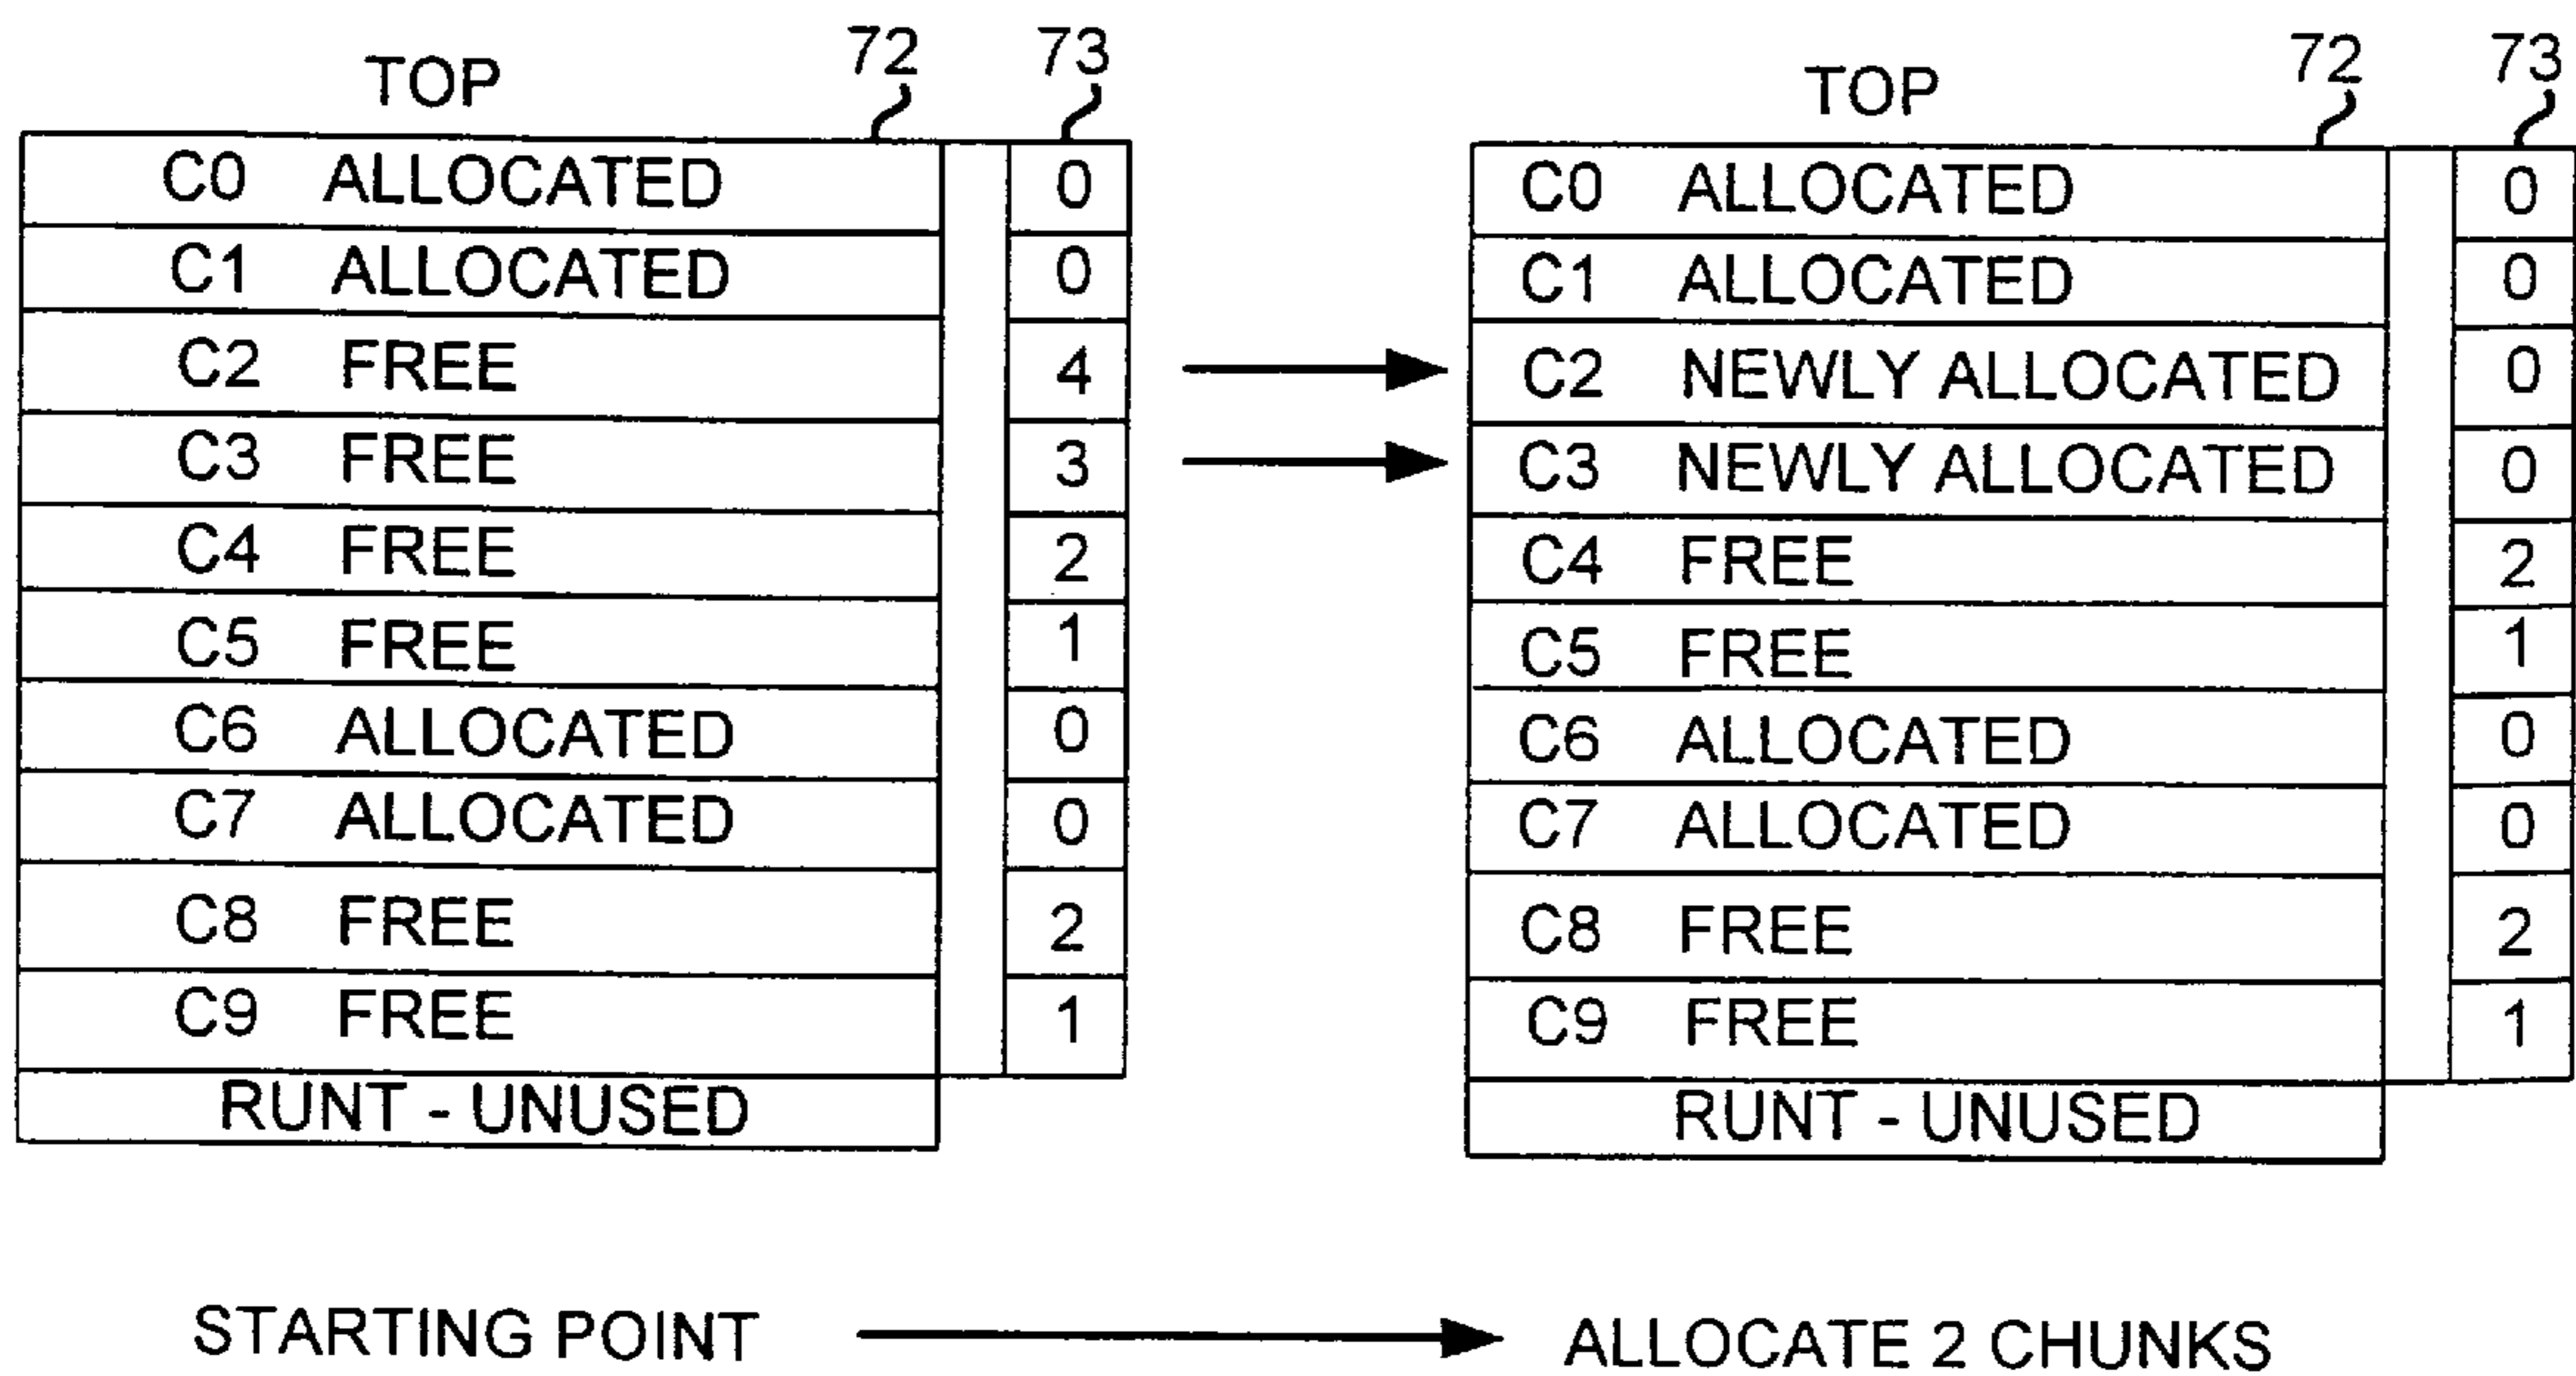 TOP 72 73
C0 ALLOCATED 0
C1 ALLOCATED 0
C2 FREE 4
C3 FREE 3
C4 FREE 2
C5 FREE 1
C6 ALLOCATED 0
C7 ALLOCATED 0
C8 FREE 2
C9 FREE 1
RUNT - UNUSED
TOP 72 73
C0 ALLOCATED 0
C1 ALLOCATED 0
C2 NEWLY ALLOCATED 0
C3 NEWLY ALLOCATED 0
C4 FREE 2
C5 FREE 1
C6 ALLOCATED 0
C7 ALLOCATED 0
C8 FREE 2
C9 FREE 1
RUNT - UNUSED
STARTING POINT
ALLOCATE 2 CHUNKS